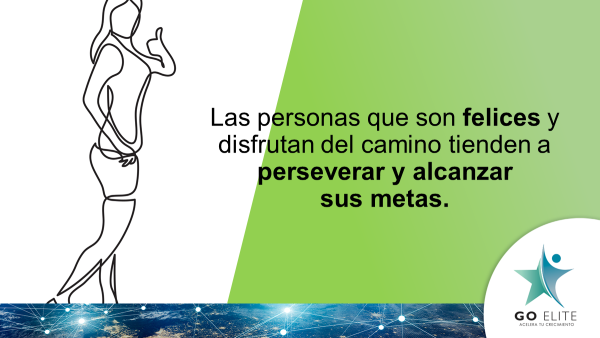 Las personas que son felices y
disfrutan del camino tienden a
perseverar y alcanzar
sus metas.
GO ELITE
ACELERA TU CRECIMIENTO